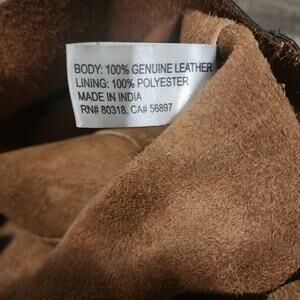 BODY: 100% GENUINE LEATHER
LINING: 100% POLYESTER
MADE IN INDIA
RN# 80318, CA# 56897